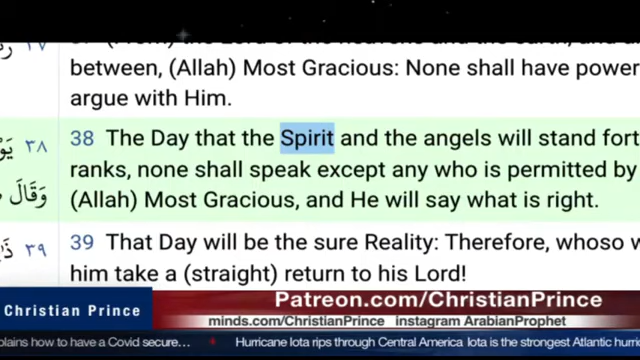 between, (Allah) Most Gracious: None shall have power
argue with Him.
٣٨
38 The Day that the Spirit and the angels will stand fort
ranks, none shall speak except any who is permitted by
وَقَالَ
(Allah) Most Gracious, and He will say what is right.
٣٩
39 That Day will be the sure Reality: Therefore, whoso w
him take a (straight) return to his Lord!
Christian Prince
Patreon.com/ChristianPrince
minds.com/ChristianPrince instagram ArabianProphet
plains how to have a Covid secure... Hurricane Iota rips through Central America Iota is the strongest Atlantic hurri